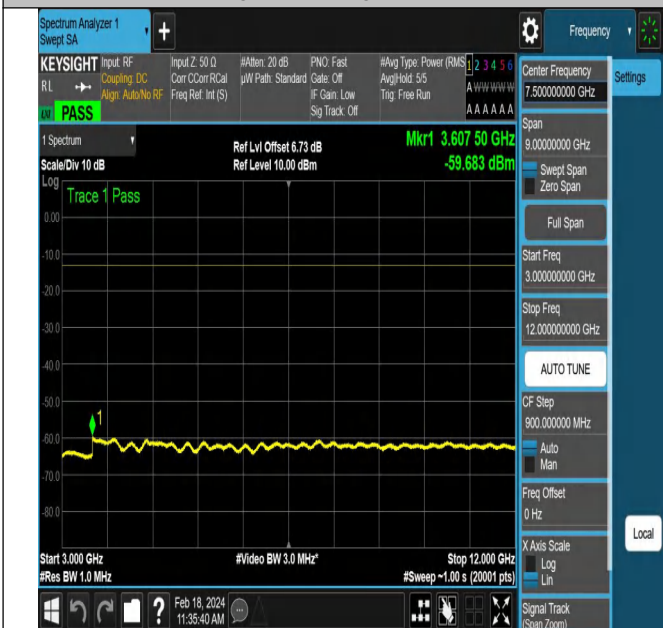 Spectrum Analyzer 1
Swept SA
Frequency
KEYSIGHT
RL
PASS
Input: RF
Coupling: DC
Align: Auto/No RF
Input Z: 50 Ω
Corr CCorr RCal
Freq Ref: Int (S)
#Atten: 20 dB
µW Path: Standard
PNO: Fast
Gate: Off
IF Gain: Low
Sig Track: Off
#Avg Type: Power (RMS
Avg|Hold: 5/5
Trig: Free Run
1 2 3 4 5 6
A W W W W W
A A A A A A
1 Spectrum
Scale/Div 10 dB
Ref Lvl Offset 6.73 dB
Ref Level 10.00 dBm
Mkr1 3.607 50 GHz
-59.683 dBm
Log
Trace 1 Pass
0.00
-10.0
-20.0
-30.0
-40.0
-50.0
-60.0
-70.0
-80.0
1
Start 3.000 GHz
#Res BW 1.0 MHz
#Video BW 3.0 MHz*
Stop 12.000 GHz
#Sweep ~1.00 s (20001 pts)
Feb 18, 2024
11:35:40 AM
Center Frequency
7.500000000 GHz
Settings
Span
9.00000000 GHz
Swept Span
Zero Span
Full Span
Start Freq
3.000000000 GHz
Stop Freq
12.000000000 GHz
AUTO TUNE
CF Step
900.000000 MHz
Auto
Man
Freq Offset
0 Hz
X Axis Scale
Log
Lin
Local
Signal Track
(Span Zoom)